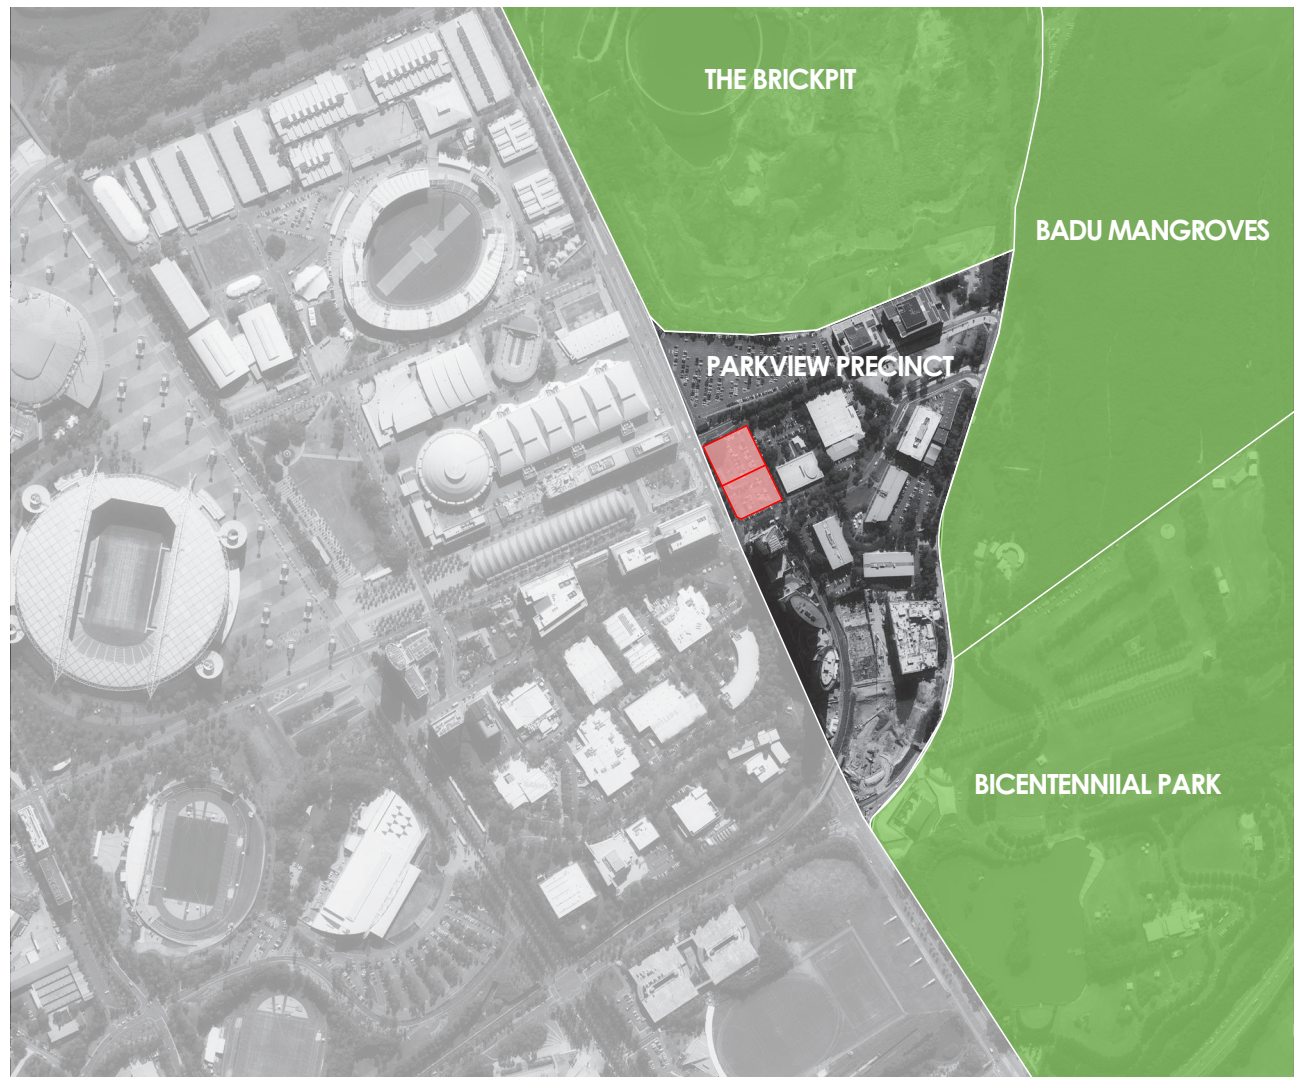 THE BRICKPIT
BADU MANGROVES
PARKVIEW PRECINCT
BICENTENNIIAL PARK